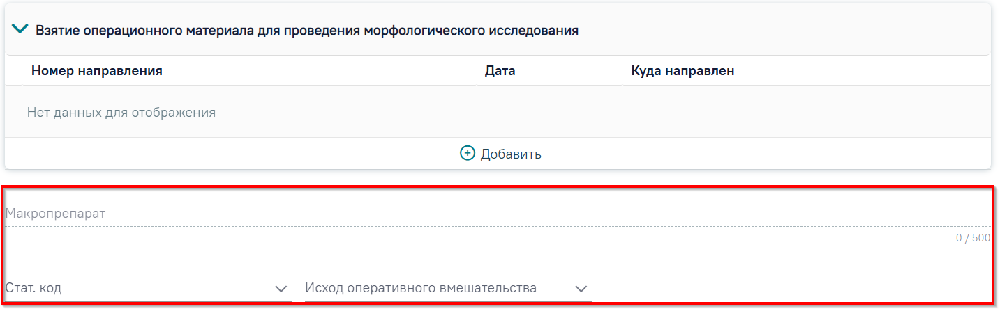 Взятие операционного материала для проведения морфологического исследования
Номер направления Дата Куда направлен
Нет данных для отображения
Добавить
Макропрепарат
0 / 500
Стат. код Исход оперативного вмешательства